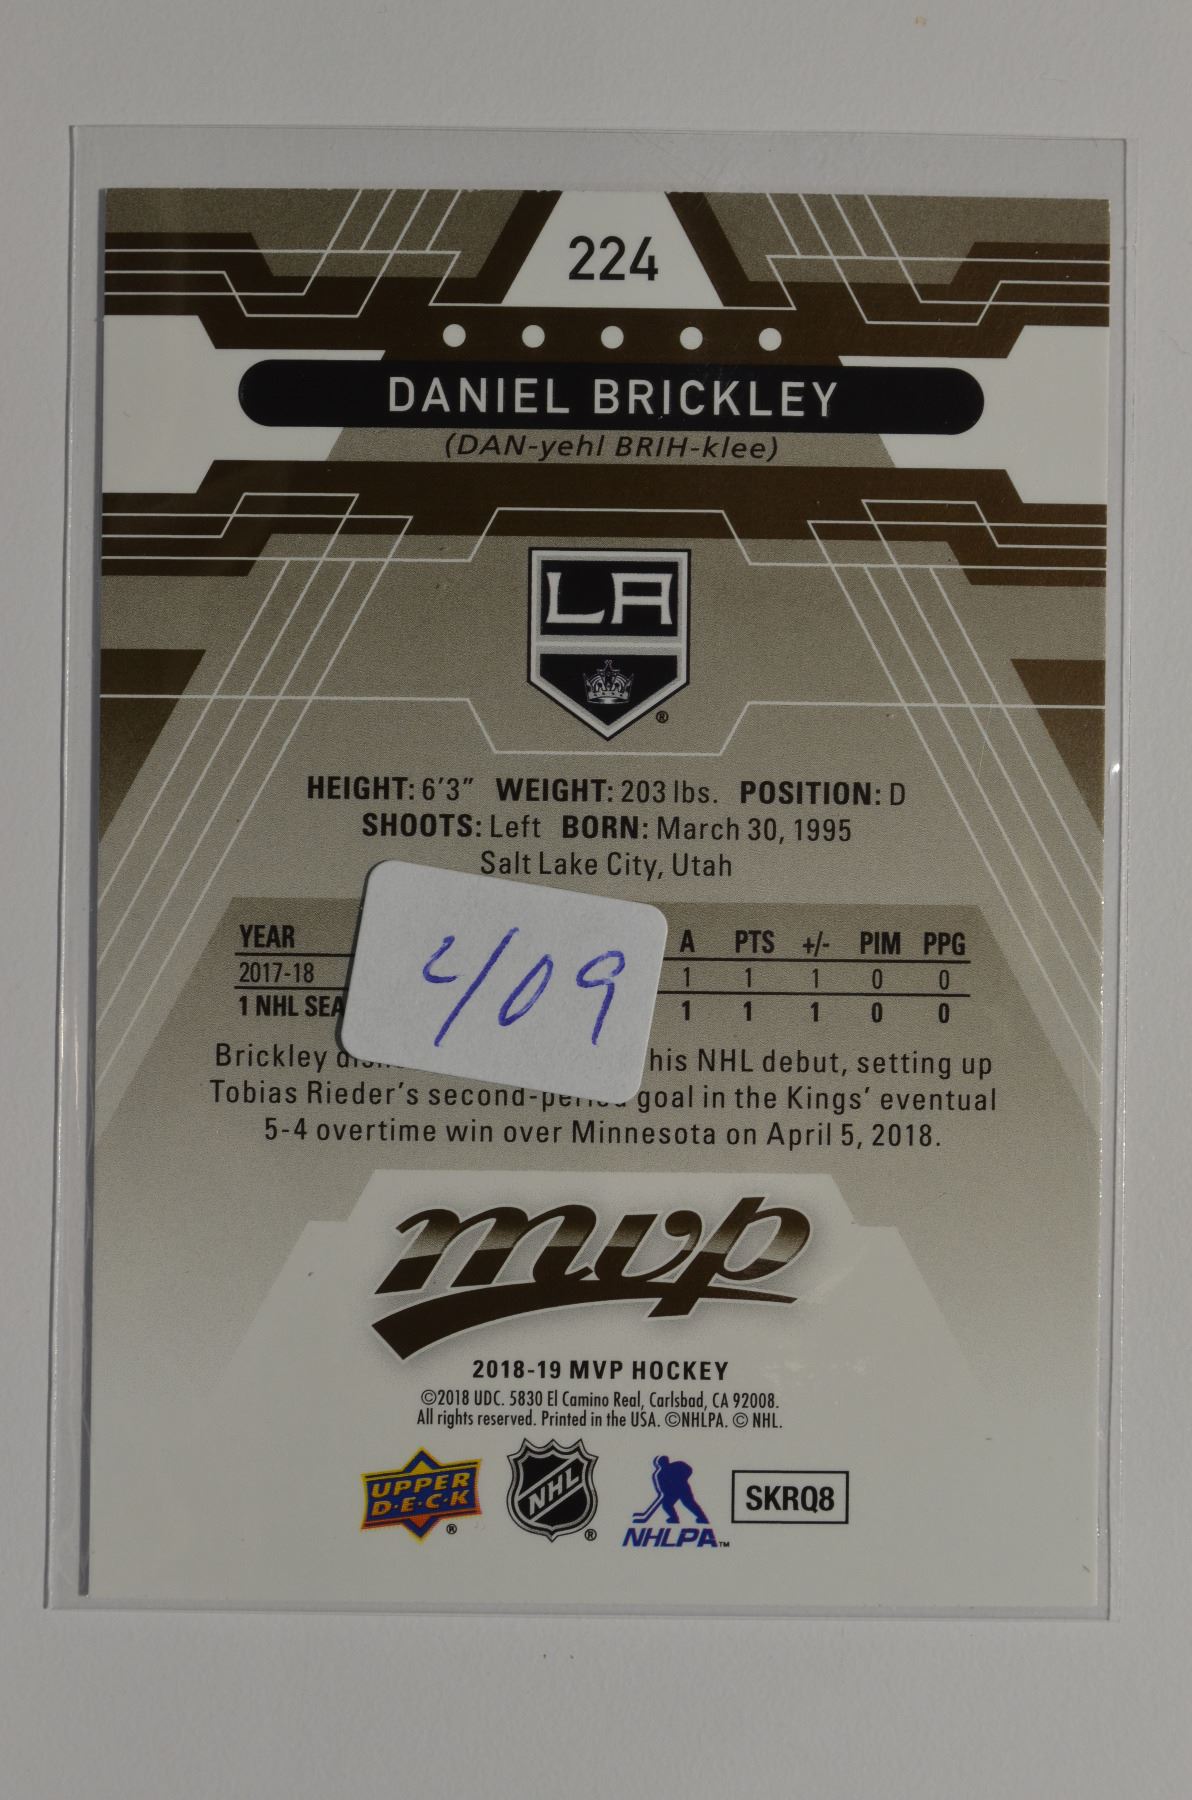 224
DANIEL BRICKLEY
(DAN-yehl BRIH-klee)
LA
®
HEIGHT: 6'3" WEIGHT: 203 lbs. POSITION: D
SHOOTS: Left BORN: March 30, 1995
Salt Lake City, Utah
YEAR A PTS +/- PIM PPG
2017-18 1 1 1 0 0
1 NHL SEA 1 1 1 0 0
4/09
Brickley his NHL debut, setting up
Tobias Rieder's second-period goal in the Kings' eventual
5-4 overtime win over Minnesota on April 5, 2018.
mvp
2018-19 MVP HOCKEY
©2018 UDC. 5830 El Camino Real, Carlsbad, CA 92008.
All rights reserved. Printed in the USA. ©NHLPA. © NHL.
UPPER DECK ® NHL ® NHLPA™ SKRQ8